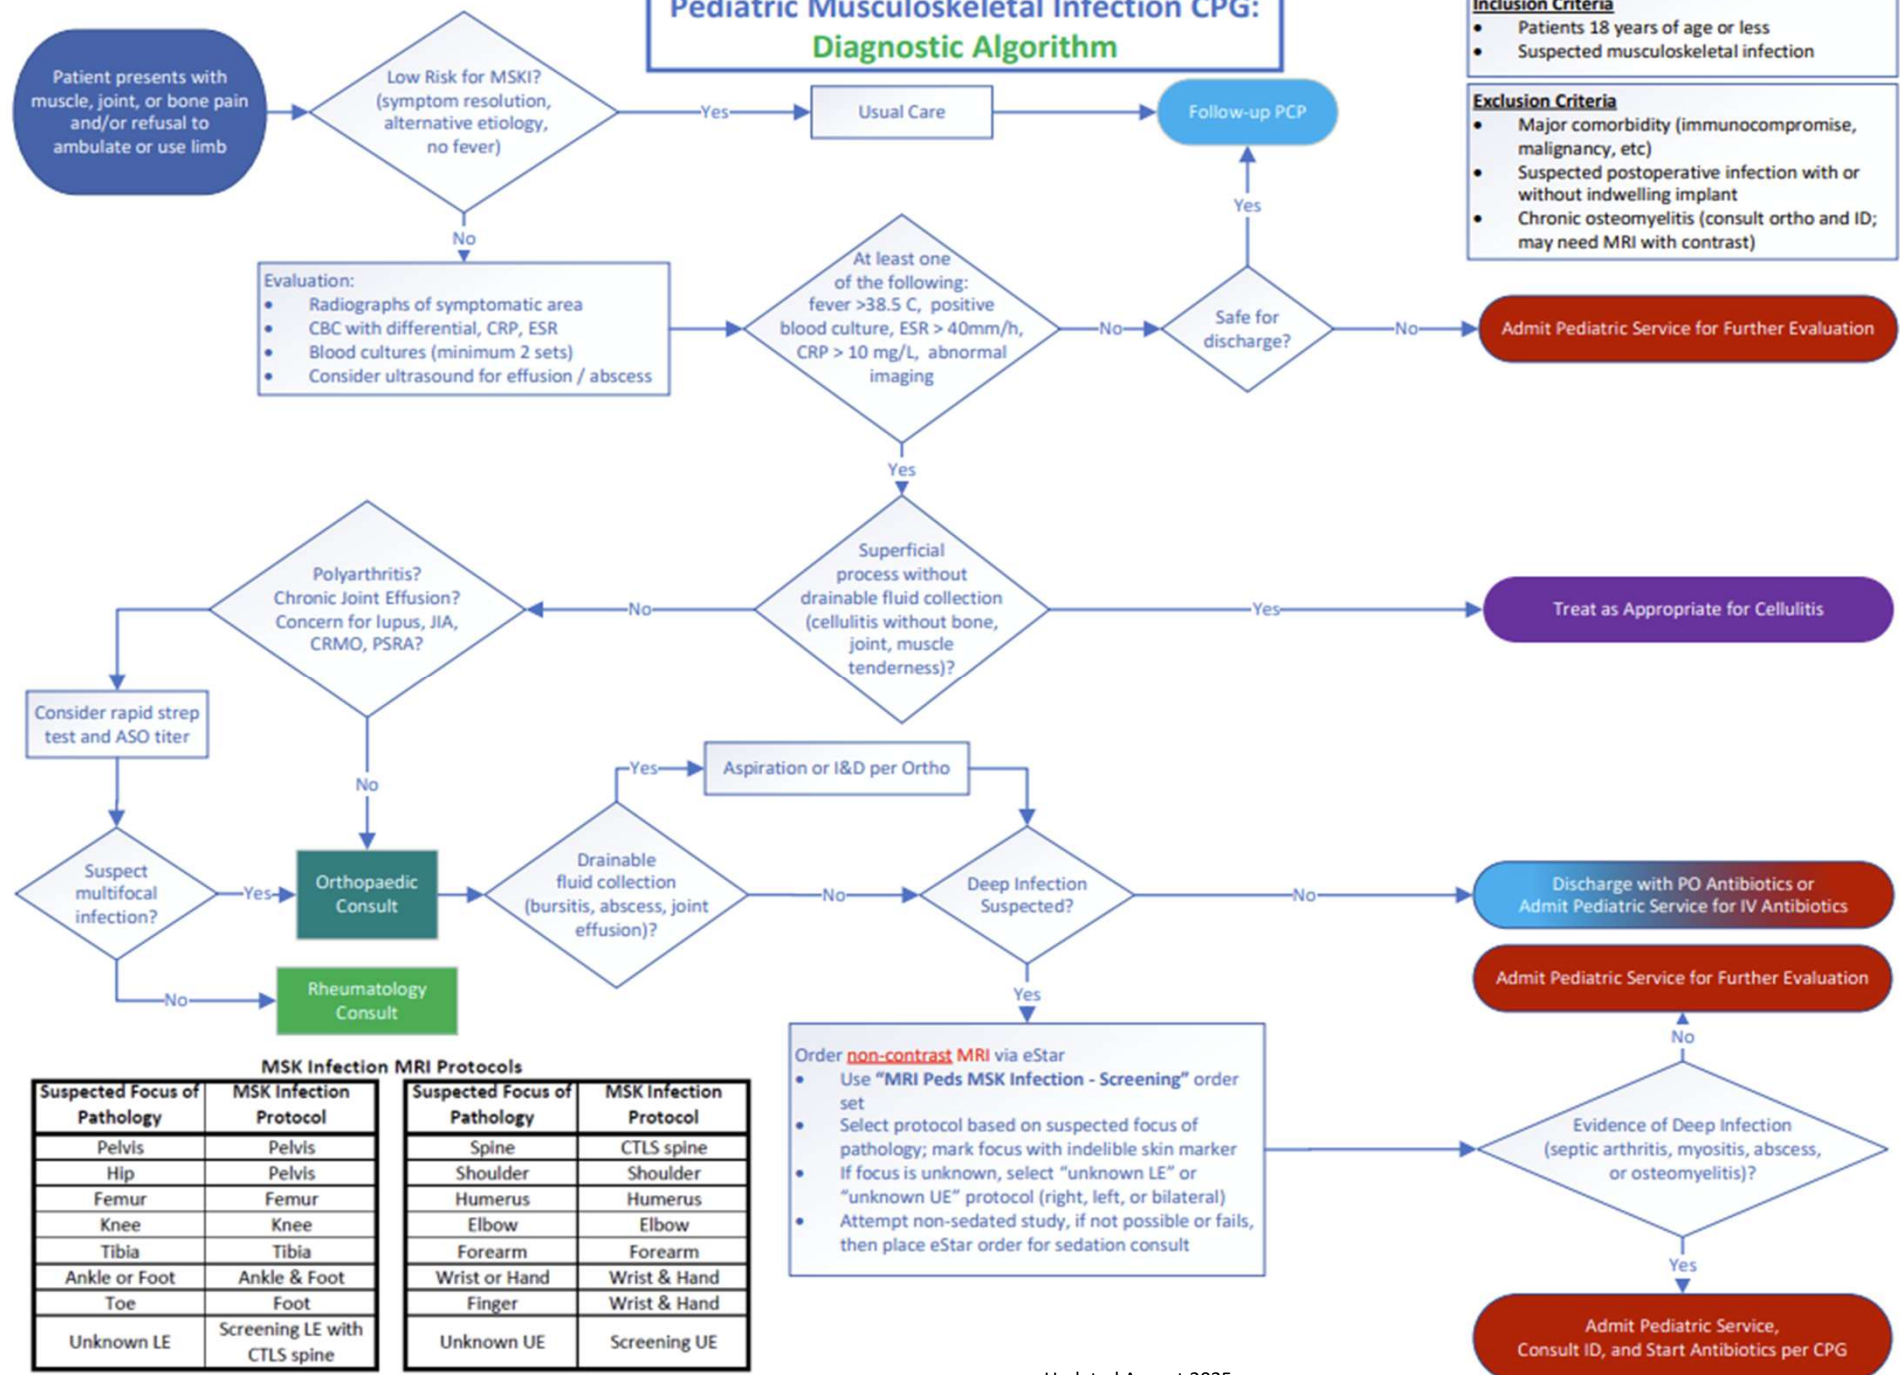 Pediatric Musculoskeletal Infection CPG:
Diagnostic Algorithm
Inclusion Criteria
• Patients 18 years of age or less
• Suspected musculoskeletal infection
Exclusion Criteria
• Major comorbidity (immunocompromise,
malignancy, etc)
• Suspected postoperative infection with or
without indwelling implant
• Chronic osteomyelitis (consult ortho and ID;
may need MRI with contrast)
Patient presents with
muscle, joint, or bone pain
and/or refusal to
ambulate or use limb
Low Risk for MSKI?
(symptom resolution,
alternative etiology,
no fever)
Yes
Usual Care
Follow-up PCP
No
Yes
Evaluation:
• Radiographs of symptomatic area
• CBC with differential, CRP, ESR
• Blood cultures (minimum 2 sets)
• Consider ultrasound for effusion / abscess
At least one
of the following:
fever >38.5 C, positive
blood culture, ESR > 40mm/h,
CRP > 10 mg/L, abnormal
imaging
No
Safe for
discharge?
No
Admit Pediatric Service for Further Evaluation
Yes
Polyarthritis?
Chronic Joint Effusion?
Concern for lupus, JIA,
CRMO, PSRA?
No
Superficial
process without
drainable fluid collection
(cellulitis without bone,
joint, muscle
tenderness)?
Yes
Treat as Appropriate for Cellulitis
Consider rapid strep
test and ASO titer
No
Yes
Aspiration or I&D per Ortho
Suspect
multifocal
infection?
Yes
Orthopaedic
Consult
Drainable
fluid collection
(bursitis, abscess, joint
effusion)?
No
Deep Infection
Suspected?
No
Discharge with PO Antibiotics or
Admit Pediatric Service for IV Antibiotics
No
Rheumatology
Consult
Yes
Admit Pediatric Service for Further Evaluation
No
Order non-contrast MRI via eStar
• Use “MRI Peds MSK Infection - Screening” order
set
• Select protocol based on suspected focus of
pathology; mark focus with indelible skin marker
• If focus is unknown, select “unknown LE” or
“unknown UE” protocol (right, left, or bilateral)
• Attempt non-sedated study, if not possible or fails,
then place eStar order for sedation consult
Evidence of Deep Infection
(septic arthritis, myositis, abscess,
or osteomyelitis)?
Yes
Admit Pediatric Service,
Consult ID, and Start Antibiotics per CPG
MSK Infection MRI Protocols
Suspected Focus of Pathology MSK Infection Protocol
Pelvis Pelvis
Hip Pelvis
Femur Femur
Knee Knee
Tibia Tibia
Ankle or Foot Ankle & Foot
Toe Foot
Unknown LE Screening LE with CTLS spine
Suspected Focus of Pathology MSK Infection Protocol
Spine CTLS spine
Shoulder Shoulder
Humerus Humerus
Elbow Elbow
Forearm Forearm
Wrist or Hand Wrist & Hand
Finger Wrist & Hand
Unknown UE Screening UE